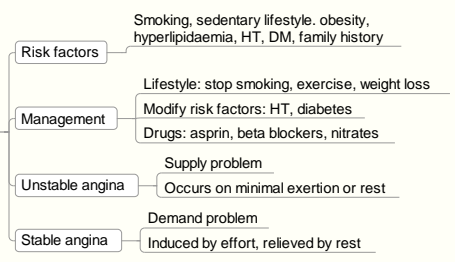 Smoking, sedentary lifestyle. obesity,
hyperlipidaemia, HT, DM, family history
Risk factors
Lifestyle: stop smoking, exercise, weight loss
Management
Modify risk factors: HT, diabetes
Drugs: asprin, beta blockers, nitrates
Supply problem
Unstable angina
Occurs on minimal exertion or rest
Demand problem
Stable angina
Induced by effort, relieved by rest